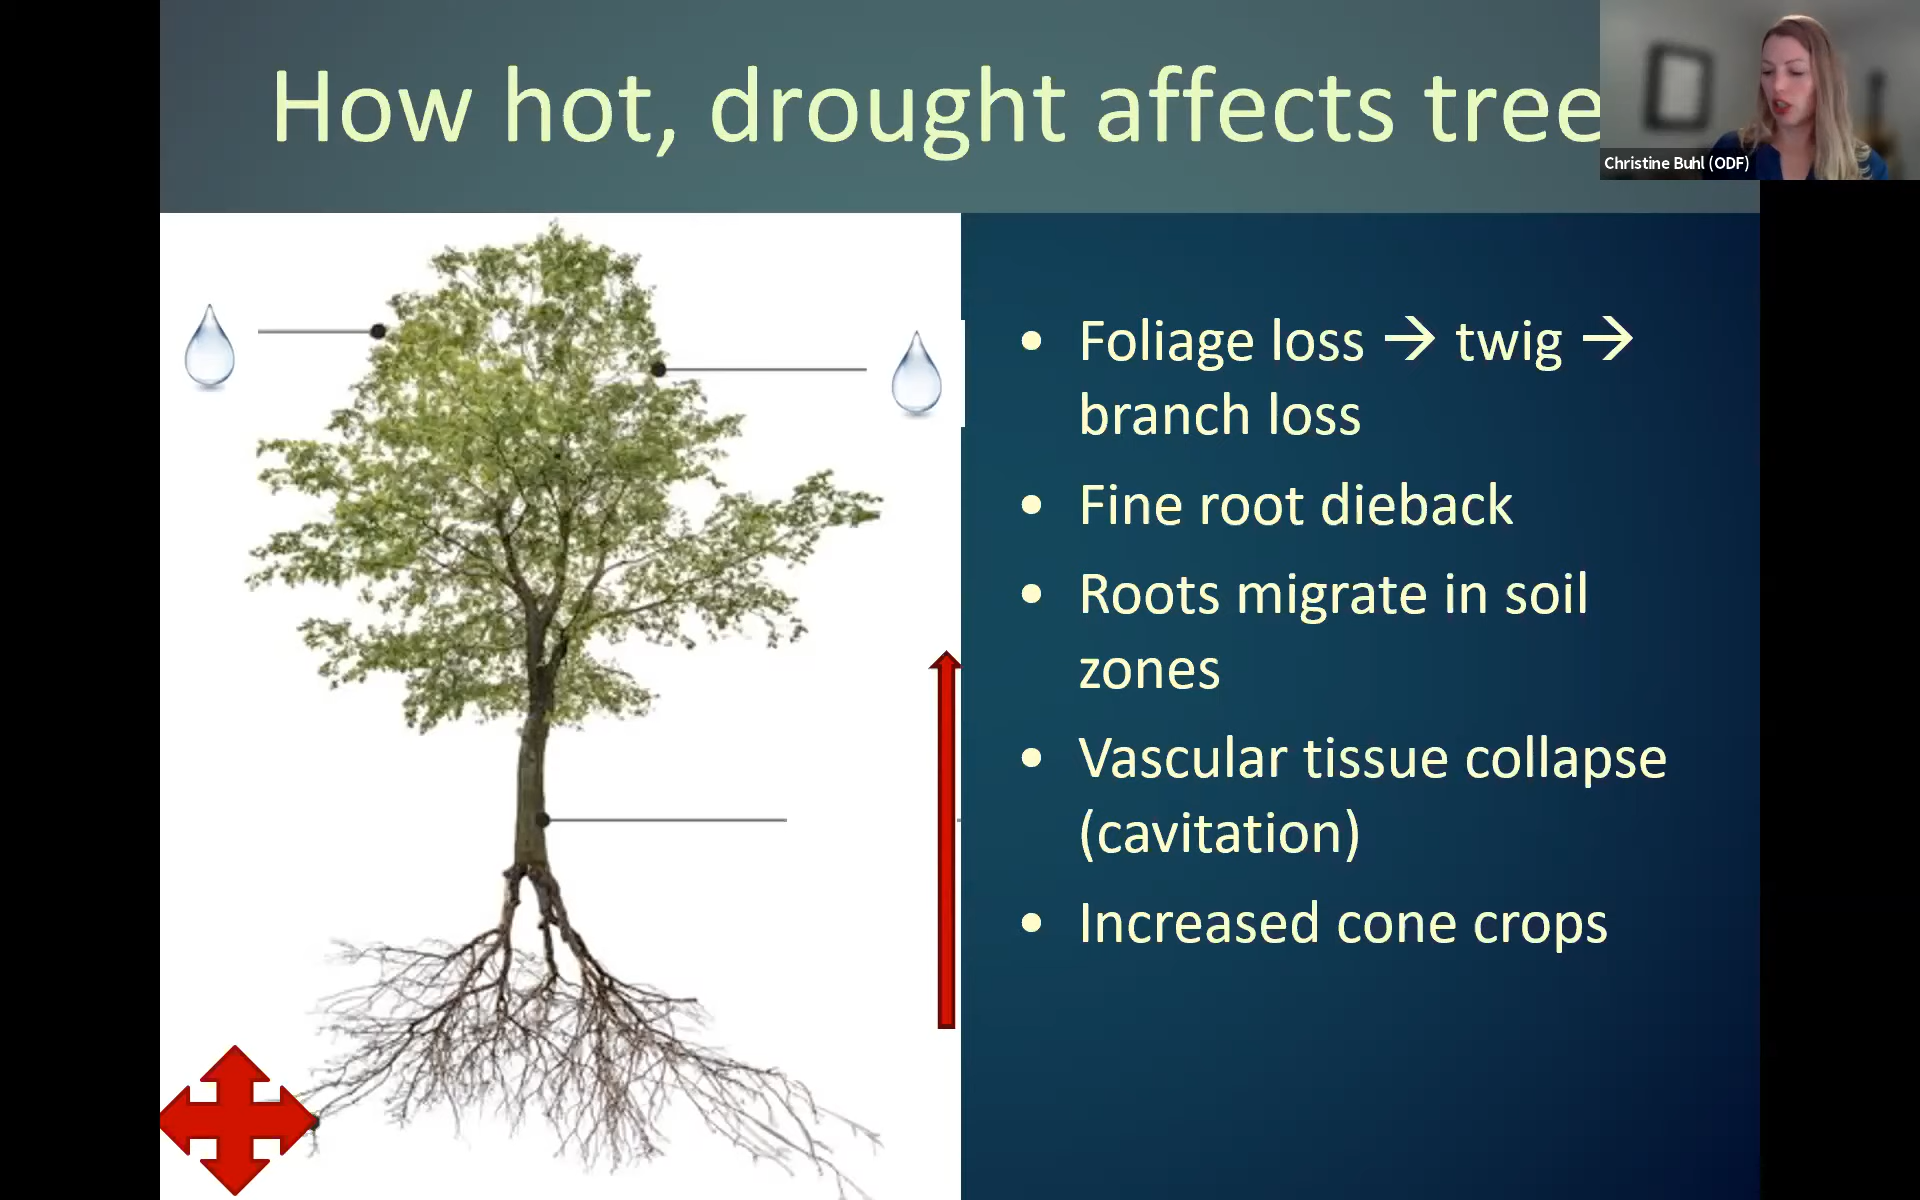 How hot, drought affects tree
Christine Buhl (ODF)
• Foliage loss → twig →
branch loss
• Fine root dieback
• Roots migrate in soil
zones
• Vascular tissue collapse
(cavitation)
• Increased cone crops